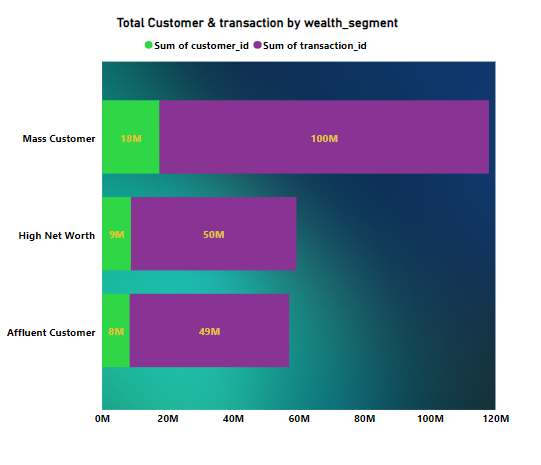 Total Customer & transaction by wealth_segment
Sum of customer_id Sum of transaction_id
Mass Customer 18M 100M
High Net Worth 9M 50M
Affluent Customer 8M 49M
0M 20M 40M 60M 80M 100M 120M